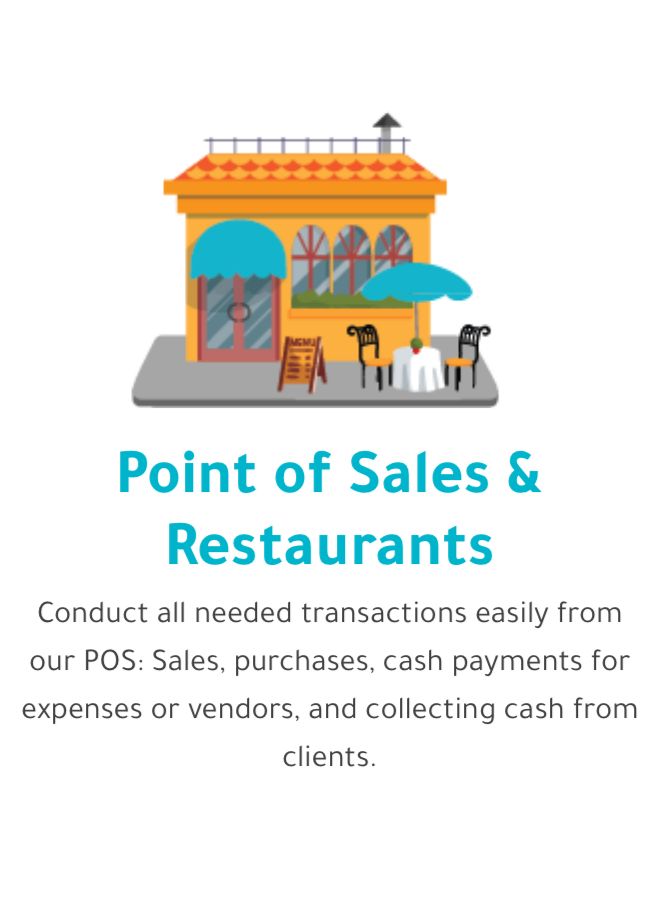 MENU
Point of Sales &
Restaurants
Conduct all needed transactions easily from
our POS: Sales, purchases, cash payments for
expenses or vendors, and collecting cash from
clients.